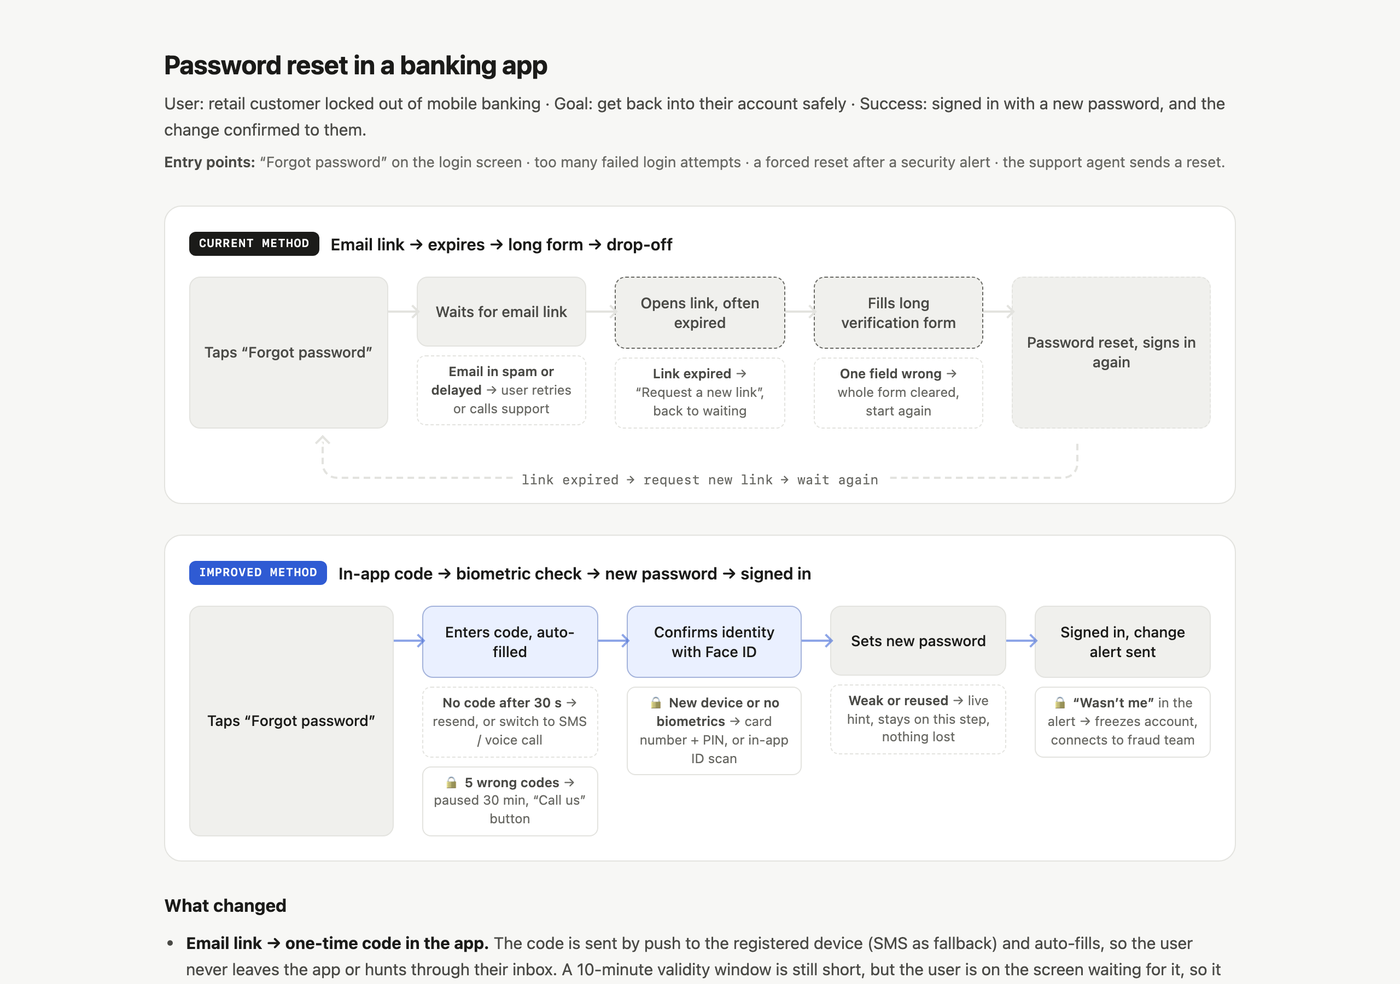 Password reset in a banking app
User: retail customer locked out of mobile banking · Goal: get back into their account safely · Success: signed in with a new password, and the
change confirmed to them.
Entry points: “Forgot password” on the login screen · too many failed login attempts · a forced reset after a security alert · the support agent sends a reset.
CURRENT METHOD
Email link → expires → long form → drop-off
Taps “Forgot password”
Waits for email link
Email in spam or
delayed → user retries
or calls support
Opens link, often
expired
Link expired →
“Request a new link”,
back to waiting
Fills long
verification form
One field wrong →
whole form cleared,
start again
Password reset, signs in
again
link expired → request new link → wait again
IMPROVED METHOD
In-app code → biometric check → new password → signed in
Taps “Forgot password”
Enters code, auto-
filled
No code after 30 s →
resend, or switch to SMS
/ voice call
🔒 5 wrong codes →
paused 30 min, “Call us”
button
Confirms identity
with Face ID
🔒 New device or no
biometrics → card
number + PIN, or in-app
ID scan
Sets new password
Weak or reused → live
hint, stays on this step,
nothing lost
Signed in, change
alert sent
🔒 “Wasn’t me” in the
alert → freezes account,
connects to fraud team
What changed
• Email link → one-time code in the app. The code is sent by push to the registered device (SMS as fallback) and auto-fills, so the user
never leaves the app or hunts through their inbox. A 10-minute validity window is still short, but the user is on the screen waiting for it, so it